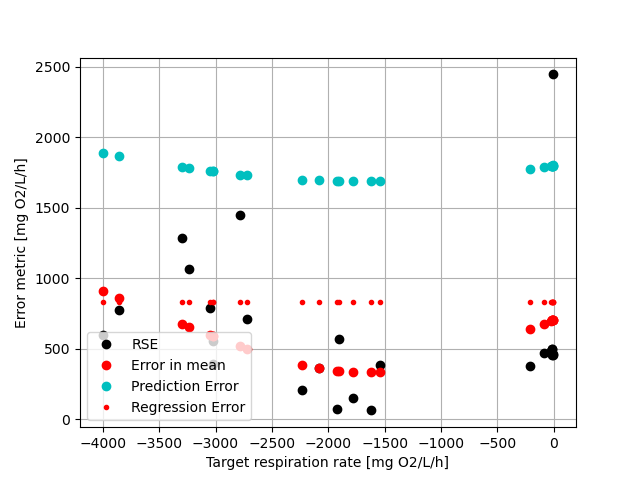 2500
2000
1500
1000
500
0
Error metric [mg O2/L/h]
RSE
Error in mean
Prediction Error
Regression Error
−4000 −3500 −3000 −2500 −2000 −1500 −1000 −500 0
Target respiration rate [mg O2/L/h]